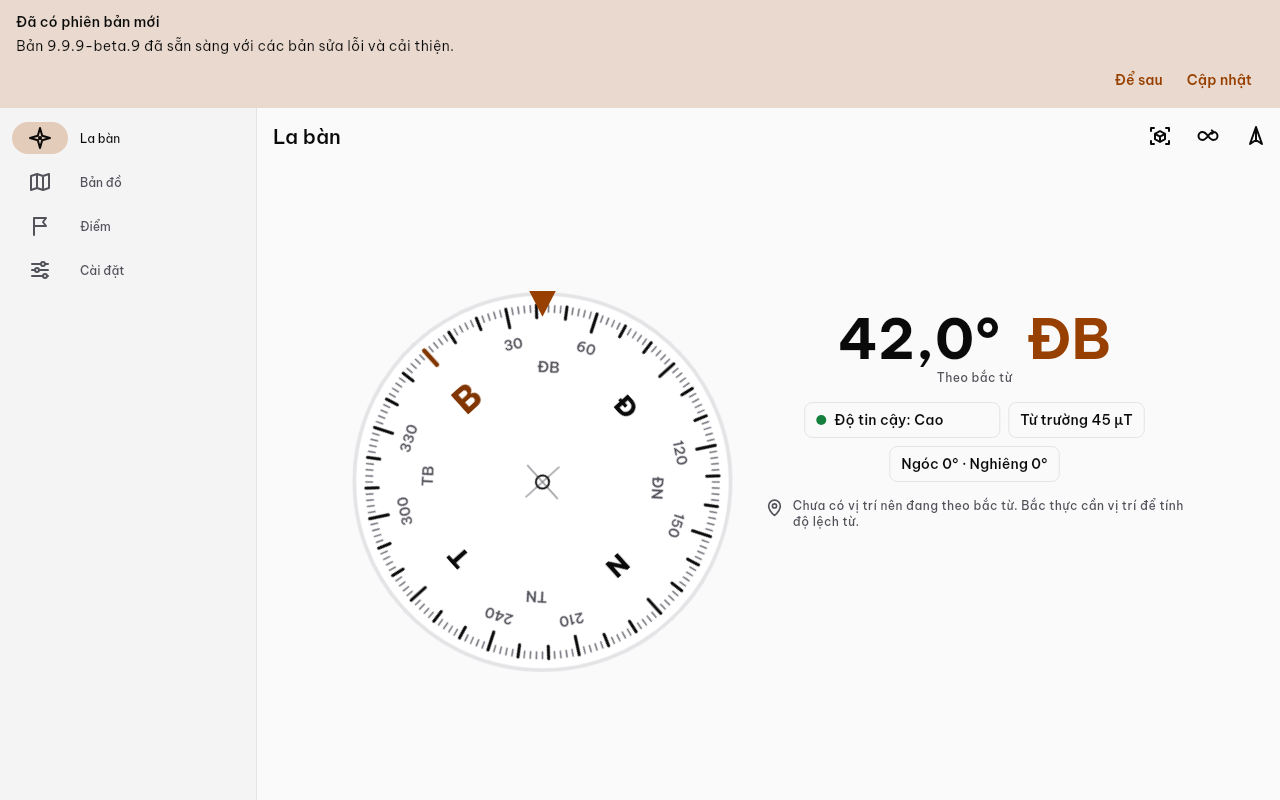 Đã có phiên bản mới
Bản 9.9.9-beta.9 đã sẵn sàng với các bản sửa lỗi và cải thiện.
Để sau
Cập nhật
La bàn
Bản đồ
Điểm
Cài đặt
La bàn
30
60
ĐB
B
Đ
330
120
TB
ĐN
300
150
T
N
TN
240
210
42,0° ĐB
Theo bắc từ
Độ tin cậy: Cao
Từ trường 45 µT
Ngóc 0° · Nghiêng 0°
Chưa có vị trí nên đang theo bắc từ. Bắc thực cần vị trí để tính
độ lệch từ.